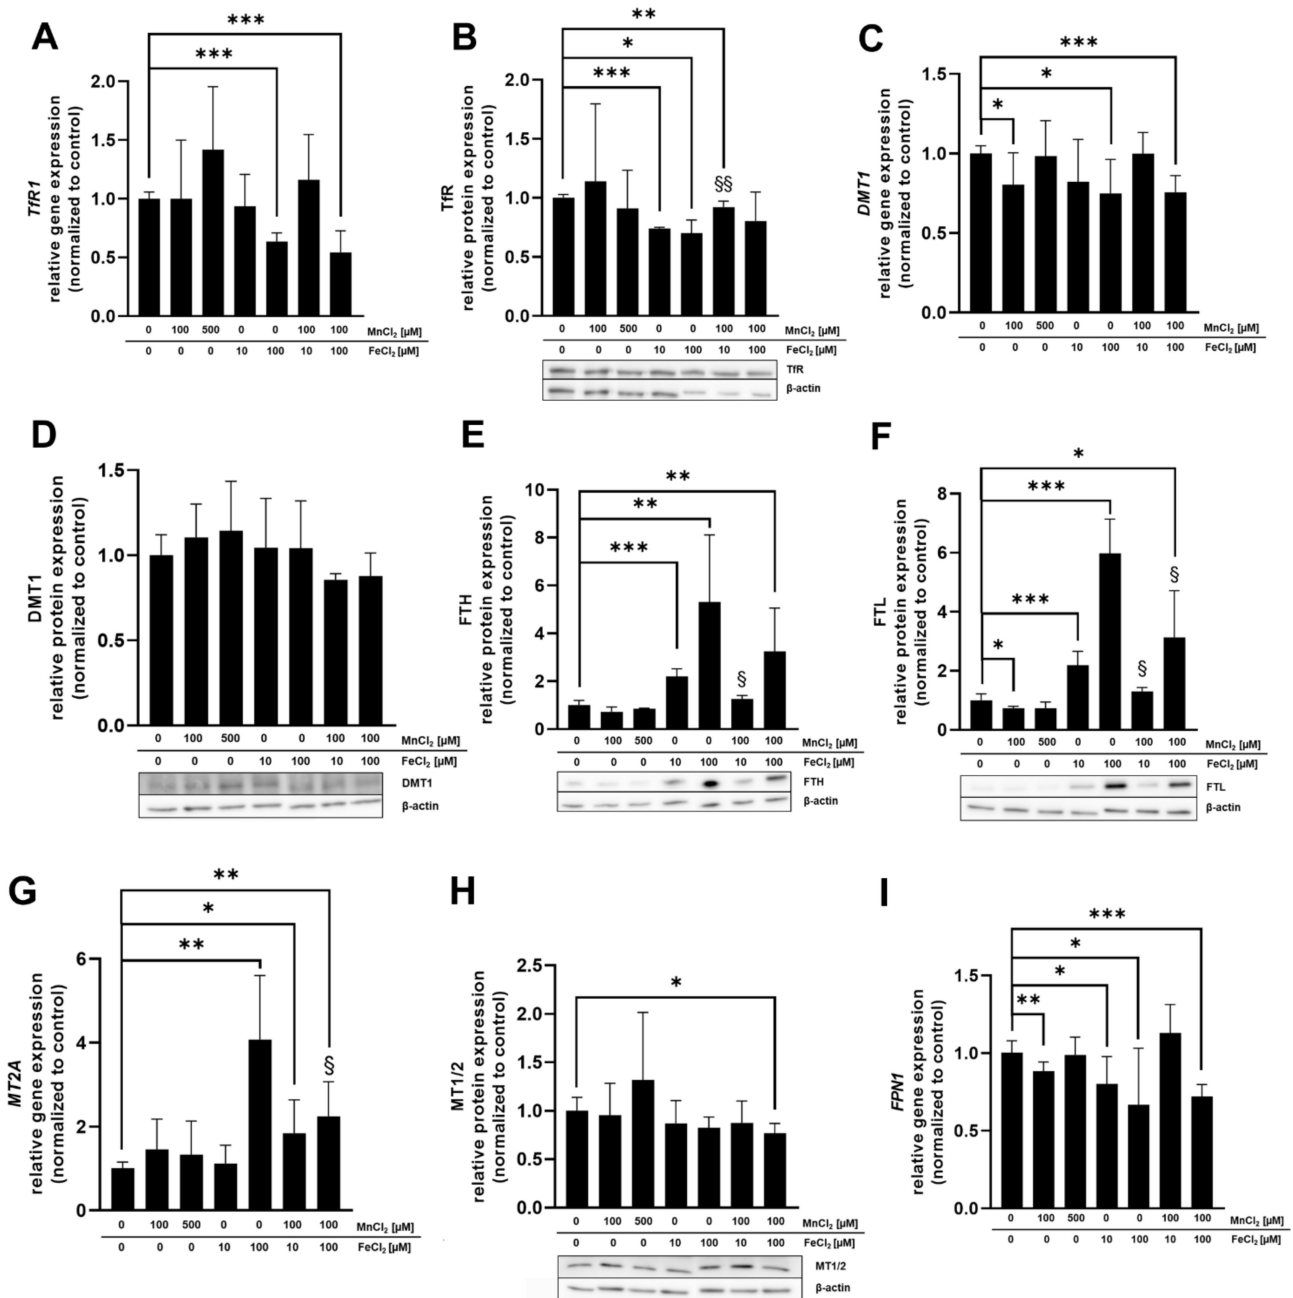 A
***
***
TfR1
relative gene expression
(normalized to control)
2.0
1.5
1.0
0.5
0.0
0 100 500 0 0 100 100 MnCl2 [µM]
0 0 0 10 100 10 100 FeCl2 [µM]
B
**
*
***
§§
TfR
relative protein expression
(normalized to control)
2.0
1.5
1.0
0.5
0.0
0 100 500 0 0 100 100 MnCl2 [µM]
0 0 0 10 100 10 100 FeCl2 [µM]
TfR
β-actin
C
***
*
*
DMT1
relative gene expression
(normalized to control)
1.5
1.0
0.5
0.0
0 100 500 0 0 100 100 MnCl2 [µM]
0 0 0 10 100 10 100 FeCl2 [µM]
D
DMT1
relative protein expression
(normalized to control)
1.5
1.0
0.5
0.0
0 100 500 0 0 100 100 MnCl2 [µM]
0 0 0 10 100 10 100 FeCl2 [µM]
DMT1
β-actin
E
**
**
***
§
FTH
relative protein expression
(normalized to control)
10
8
6
4
2
0
0 100 500 0 0 100 100 MnCl2 [µM]
0 0 0 10 100 10 100 FeCl2 [µM]
FTH
β-actin
F
*
***
***
*
§
§
FTL
relative protein expression
(normalized to control)
8
6
4
2
0
0 100 500 0 0 100 100 MnCl2 [µM]
0 0 0 10 100 10 100 FeCl2 [µM]
FTL
β-actin
G
**
*
**
§
MT2A
relative gene expression
(normalized to control)
6
4
2
0
0 100 500 0 0 100 100 MnCl2 [µM]
0 0 0 10 100 10 100 FeCl2 [µM]
H
*
MT1/2
relative protein expression
(normalized to control)
2.5
2.0
1.5
1.0
0.5
0.0
0 100 500 0 0 100 100 MnCl2 [µM]
0 0 0 10 100 10 100 FeCl2 [µM]
MT1/2
β-actin
I
***
*
*
**
FPN1
relative gene expression
(normalized to control)
1.5
1.0
0.5
0.0
0 100 500 0 0 100 100 MnCl2 [µM]
0 0 0 10 100 10 100 FeCl2 [µM]